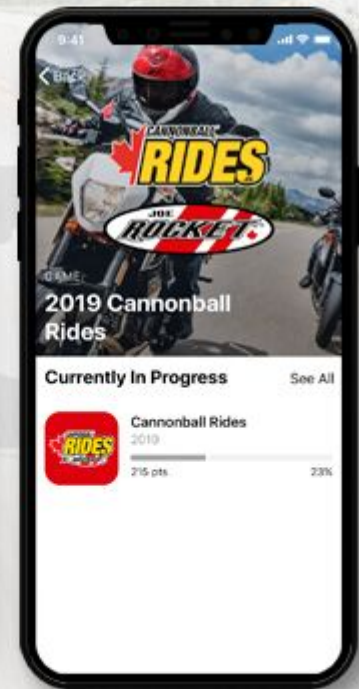 9:41
BACK
CANNONBALL
RIDES
JOE
ROCKET
GAME:
2019 Cannonball
Rides
Currently In Progress See All
RIDES
Cannonball Rides
2019
215 pts. 23%